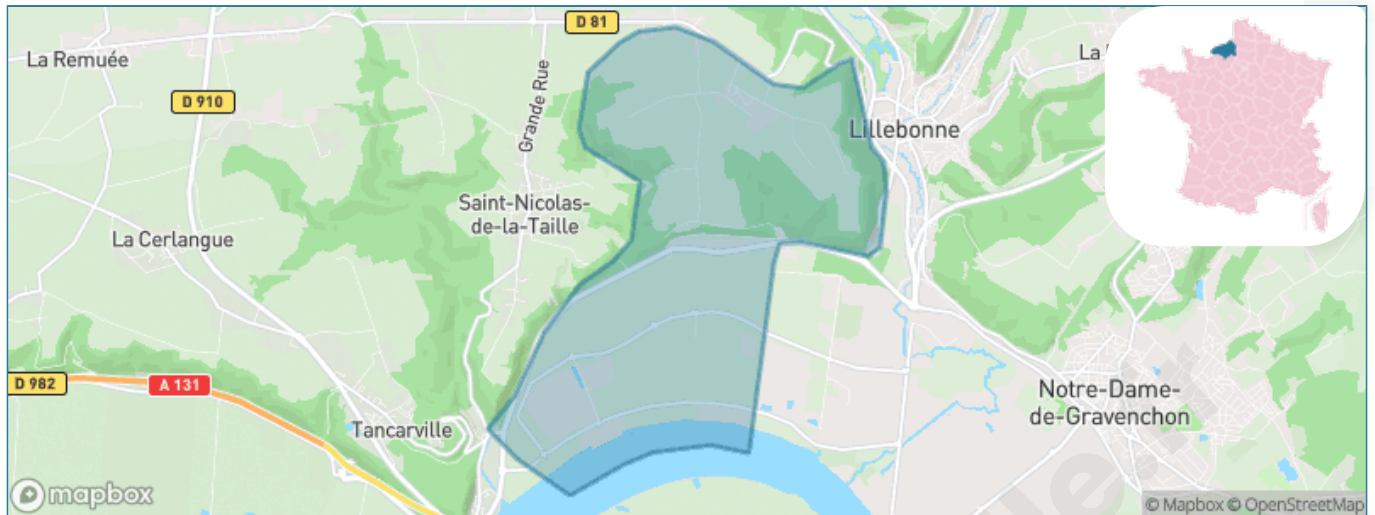 D 81
La Remuée
D 910
Grande Rue
La
Lillebonne
Saint-Nicolas-
de-la-Taille
La Cerlangue
D 982
A 131
Notre-Dame-
de-Gravenchon
Tancarville
mapbox
© Mapbox © OpenStreetMap